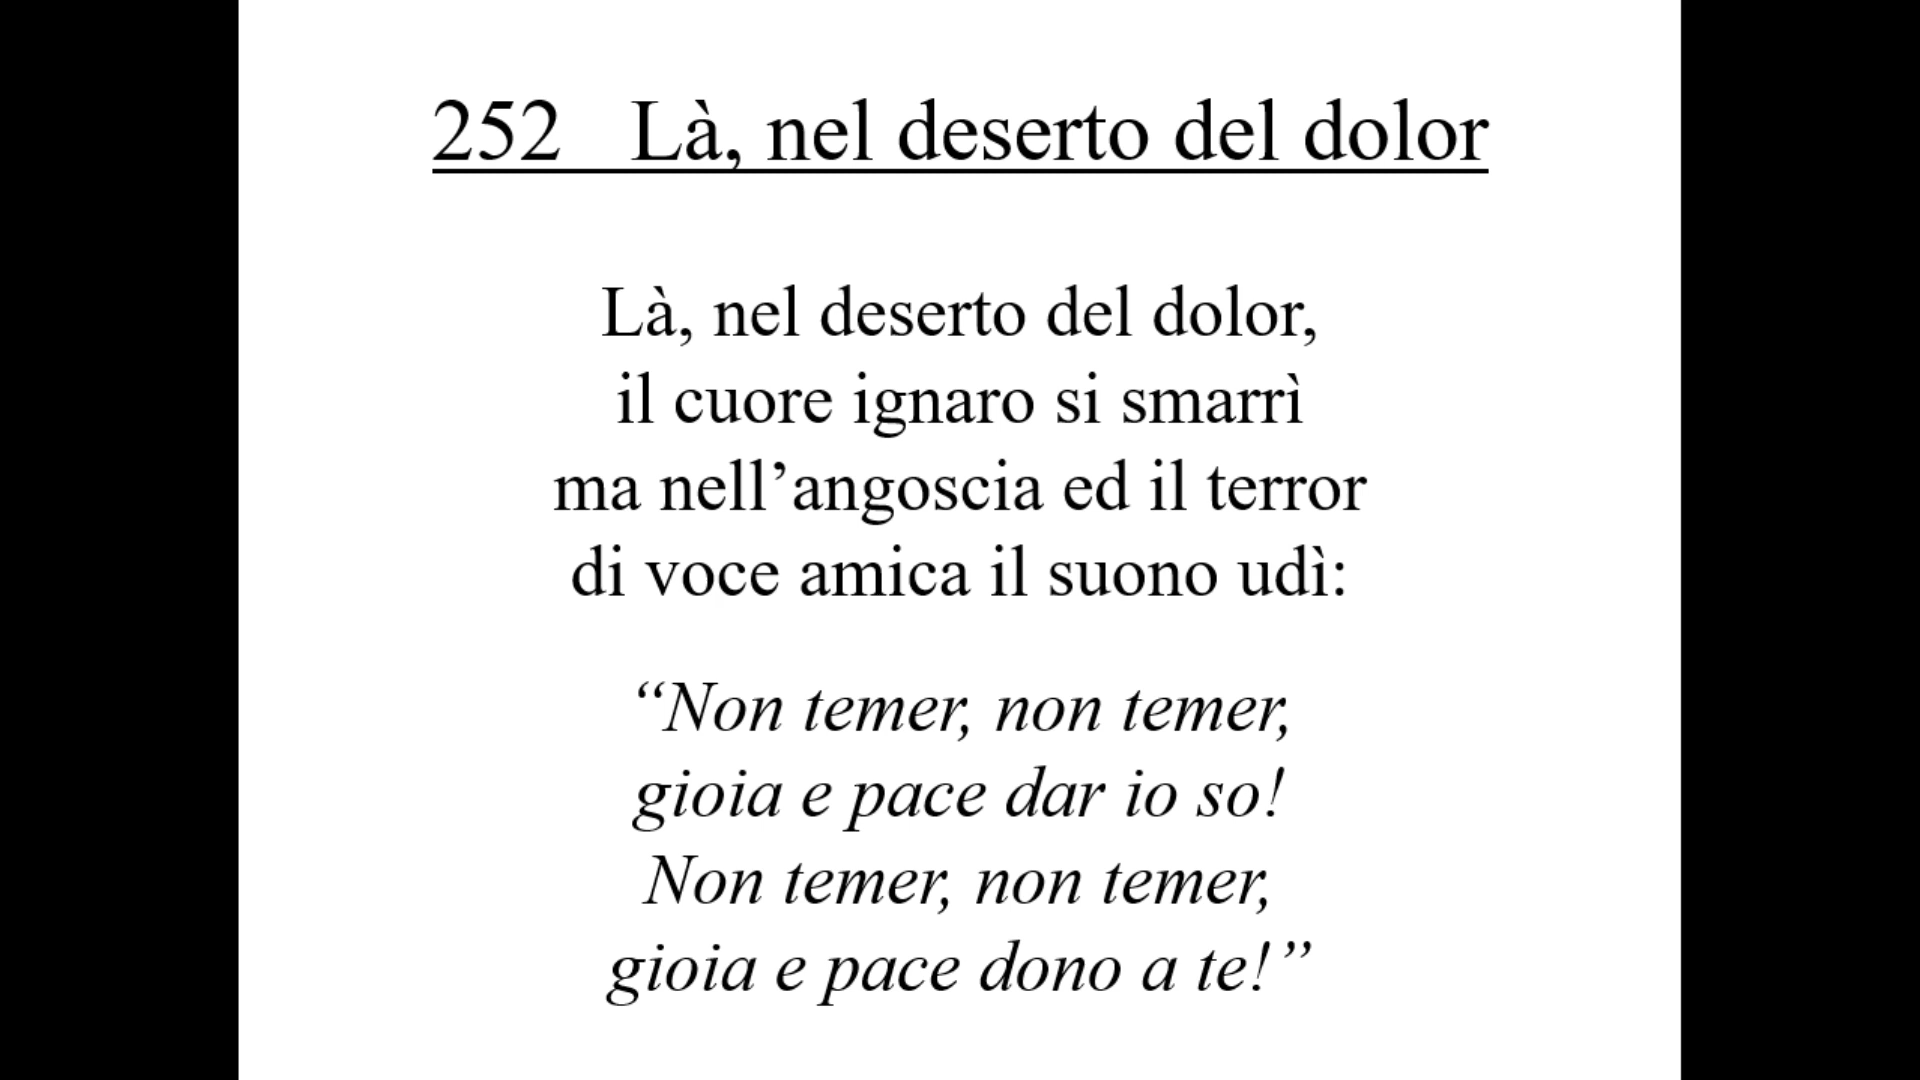 252 Là, nel deserto del dolor
Là, nel deserto del dolor,
il cuore ignaro si smarrì
ma nell’angoscia ed il terror
di voce amica il suono udì:
“Non temer, non temer,
gioia e pace dar io so!
Non temer, non temer,
gioia e pace dono a te!”